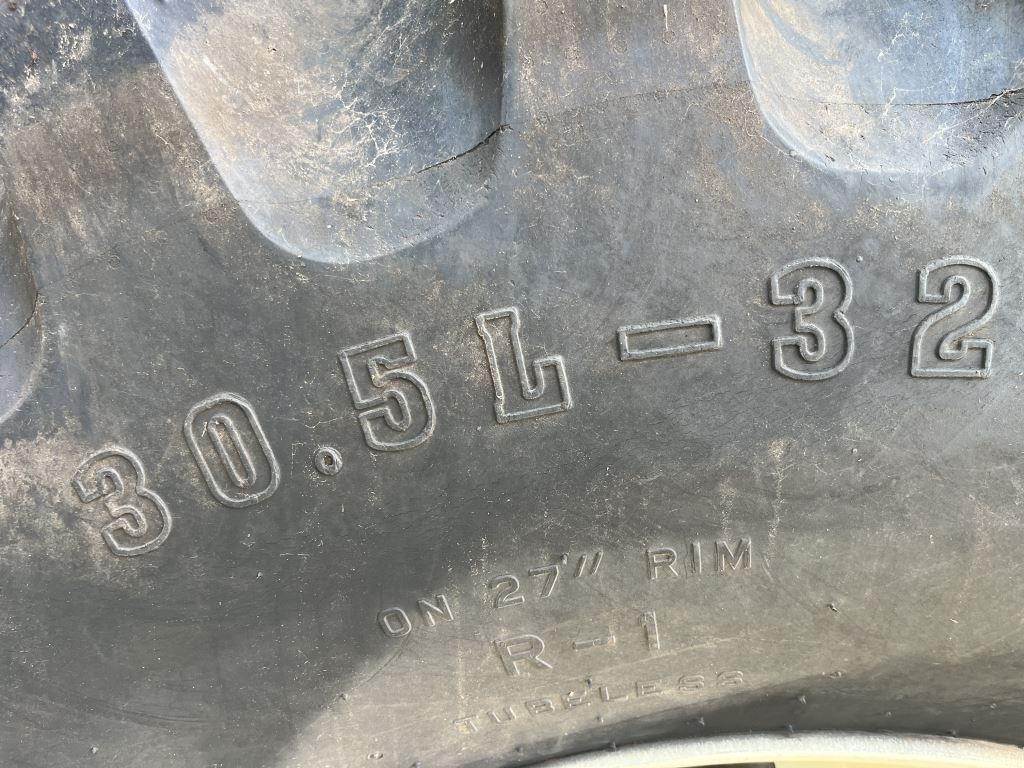 30.5L-32
ON 27" RIM
R-1
TUBELESS